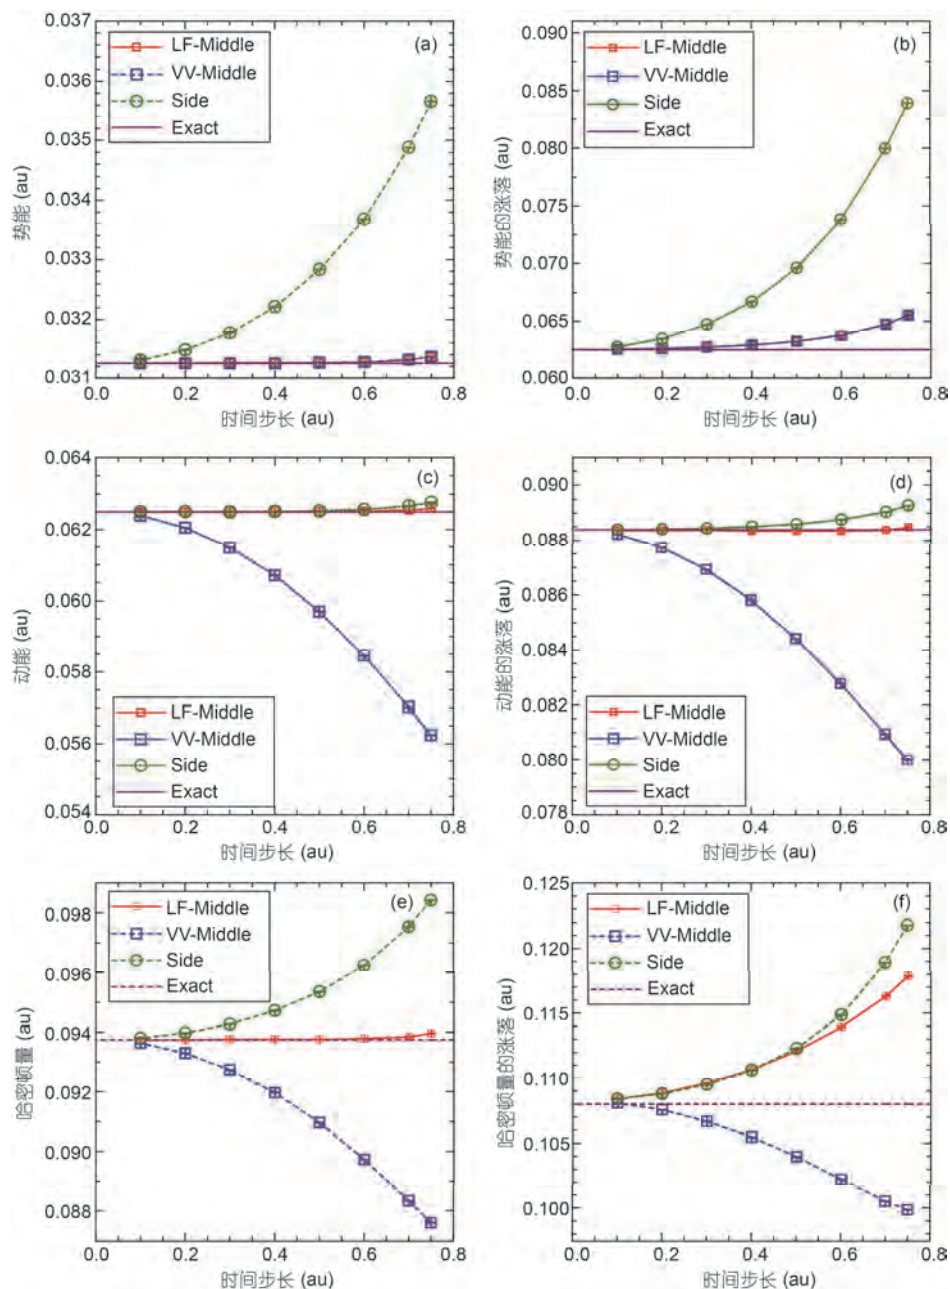 0.037
0.036
0.035
0.034
0.033
0.032
0.031
势能 (au)
LF-Middle
VV-Middle
Side
Exact
(a)
0.0 0.2 0.4 0.6 0.8
时间步长 (au)
0.090
0.085
0.080
0.075
0.070
0.065
0.060
势能的涨落 (au)
LF-Middle
VV-Middle
Side
Exact
(b)
0.0 0.2 0.4 0.6 0.8
时间步长 (au)
0.064
0.062
0.060
0.058
0.056
0.054
动能 (au)
(c)
LF-Middle
VV-Middle
Side
Exact
0.0 0.2 0.4 0.6 0.8
时间步长 (au)
0.090
0.088
0.086
0.084
0.082
0.080
0.078
动能的涨落 (au)
(d)
LF-Middle
VV-Middle
Side
Exact
0.0 0.2 0.4 0.6 0.8
时间步长 (au)
0.098
0.096
0.094
0.092
0.090
0.088
哈密顿量 (au)
LF-Middle
VV-Middle
Side
Exact
(e)
0.0 0.2 0.4 0.6 0.8
时间步长 (au)
0.125
0.120
0.115
0.110
0.105
0.100
哈密顿量的涨落 (au)
LF-Middle
VV-Middle
Side
Exact
(f)
0.0 0.2 0.4 0.6 0.8
时间步长 (au)